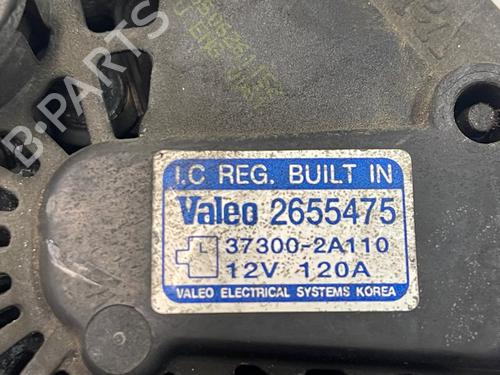 B-PARTS
I.C REG. BUILT IN
Valeo 2655475
L 37300-2A110
12V 120A
VALEO ELECTRICAL SYSTEMS KOREA